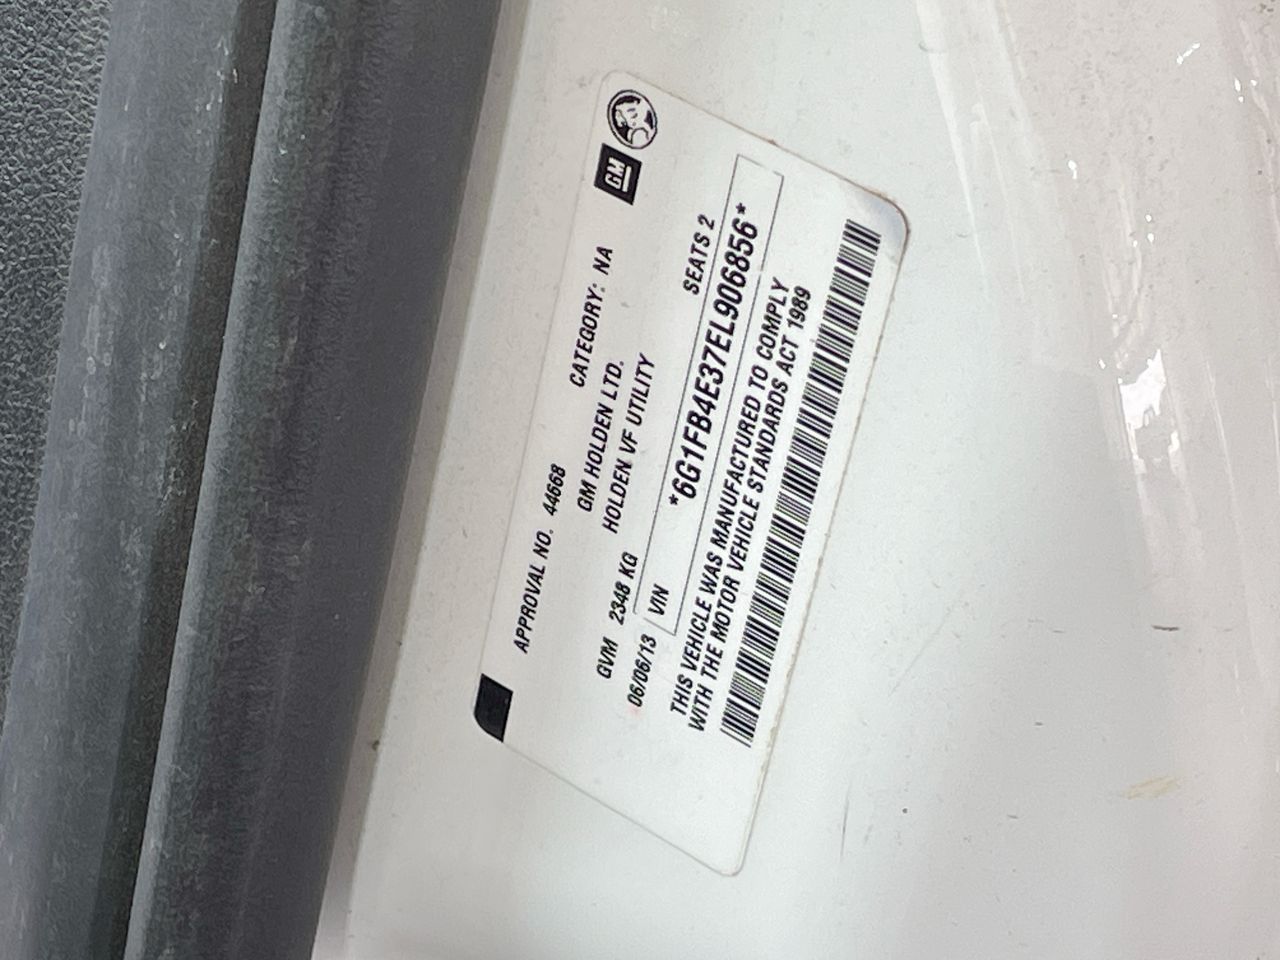 APPROVAL NO. 44668 CATEGORY: NA GM
GM HOLDEN LTD.
GVM 2348 KG HOLDEN VF UTILITY
06/06/13 SEATS 2
VIN *6G1FB4E37EL906856*
THIS VEHICLE WAS MANUFACTURED TO COMPLY
WITH THE MOTOR VEHICLE STANDARDS ACT 1989